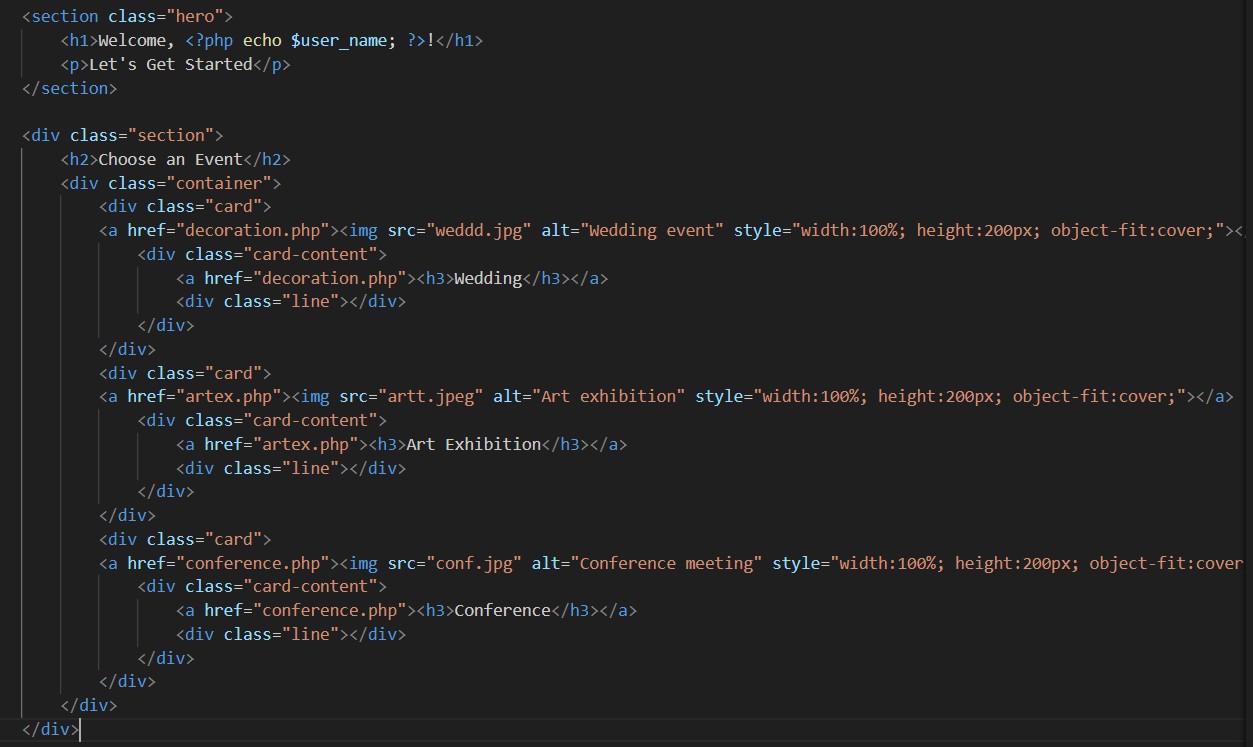 <section class="hero">
    <h1>Welcome, <?php echo $user_name; ?>!</h1>
    <p>Let's Get Started</p>
</section>

<div class="section">
    <h2>Choose an Event</h2>
    <div class="container">
        <div class="card">
        <a href="decoration.php"><img src="weddd.jpg" alt="Wedding event" style="width:100%; height:200px; object-fit:cover;"><
            <div class="card-content">
                <a href="decoration.php"><h3>Wedding</h3></a>
                <div class="line"></div>
            </div>
        </div>
        <div class="card">
        <a href="artex.php"><img src="artt.jpeg" alt="Art exhibition" style="width:100%; height:200px; object-fit:cover;"></a>
            <div class="card-content">
                <a href="artex.php"><h3>Art Exhibition</h3></a>
                <div class="line"></div>
            </div>
        </div>
        <div class="card">
        <a href="conference.php"><img src="conf.jpg" alt="Conference meeting" style="width:100%; height:200px; object-fit:cover
            <div class="card-content">
                <a href="conference.php"><h3>Conference</h3></a>
                <div class="line"></div>
            </div>
        </div>
    </div>
</div>